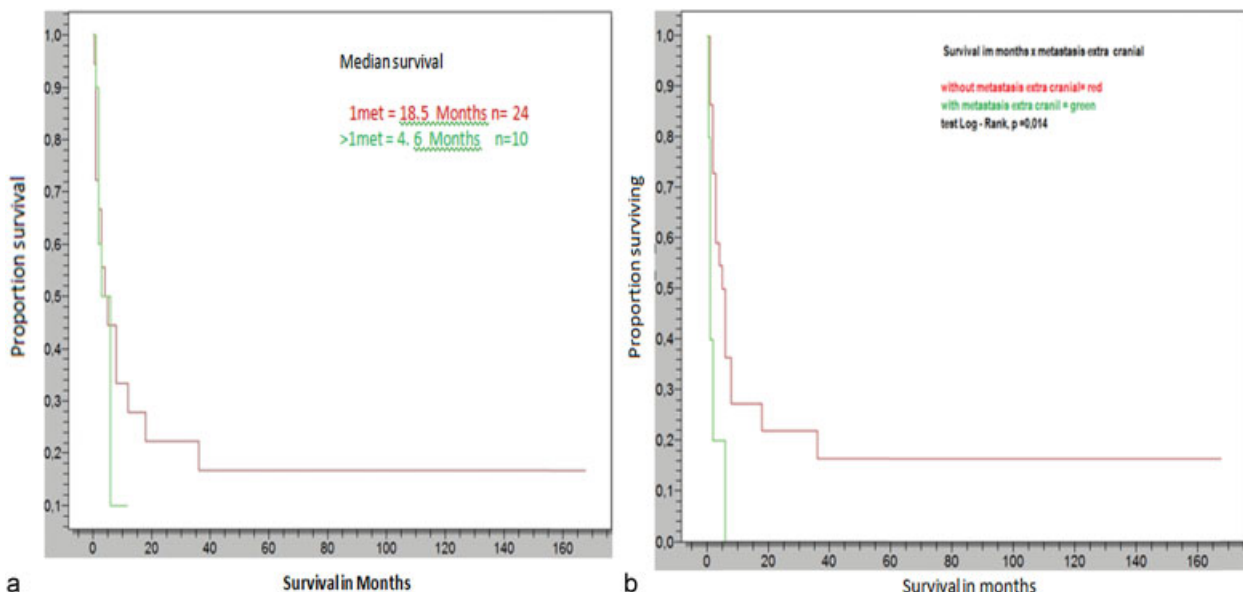 Median survival
1met = 18.5 Months n= 24
>1met = 4. 6 Months n=10
Proportion survival
1,0
0,9
0,8
0,7
0,6
0,5
0,4
0,3
0,2
0,1
0 20 40 60 80 100 120 140 160
Survival in Months
a
Survival im months x metastasis extra cranial
without metastasis extra cranial= red
with metastasis extra cranil = green
test Log - Rank, p =0,014
Proportion surviving
1,0
0,9
0,8
0,7
0,6
0,5
0,4
0,3
0,2
0,1
0,0
0 20 40 60 80 100 120 140 160
Survival in months
b